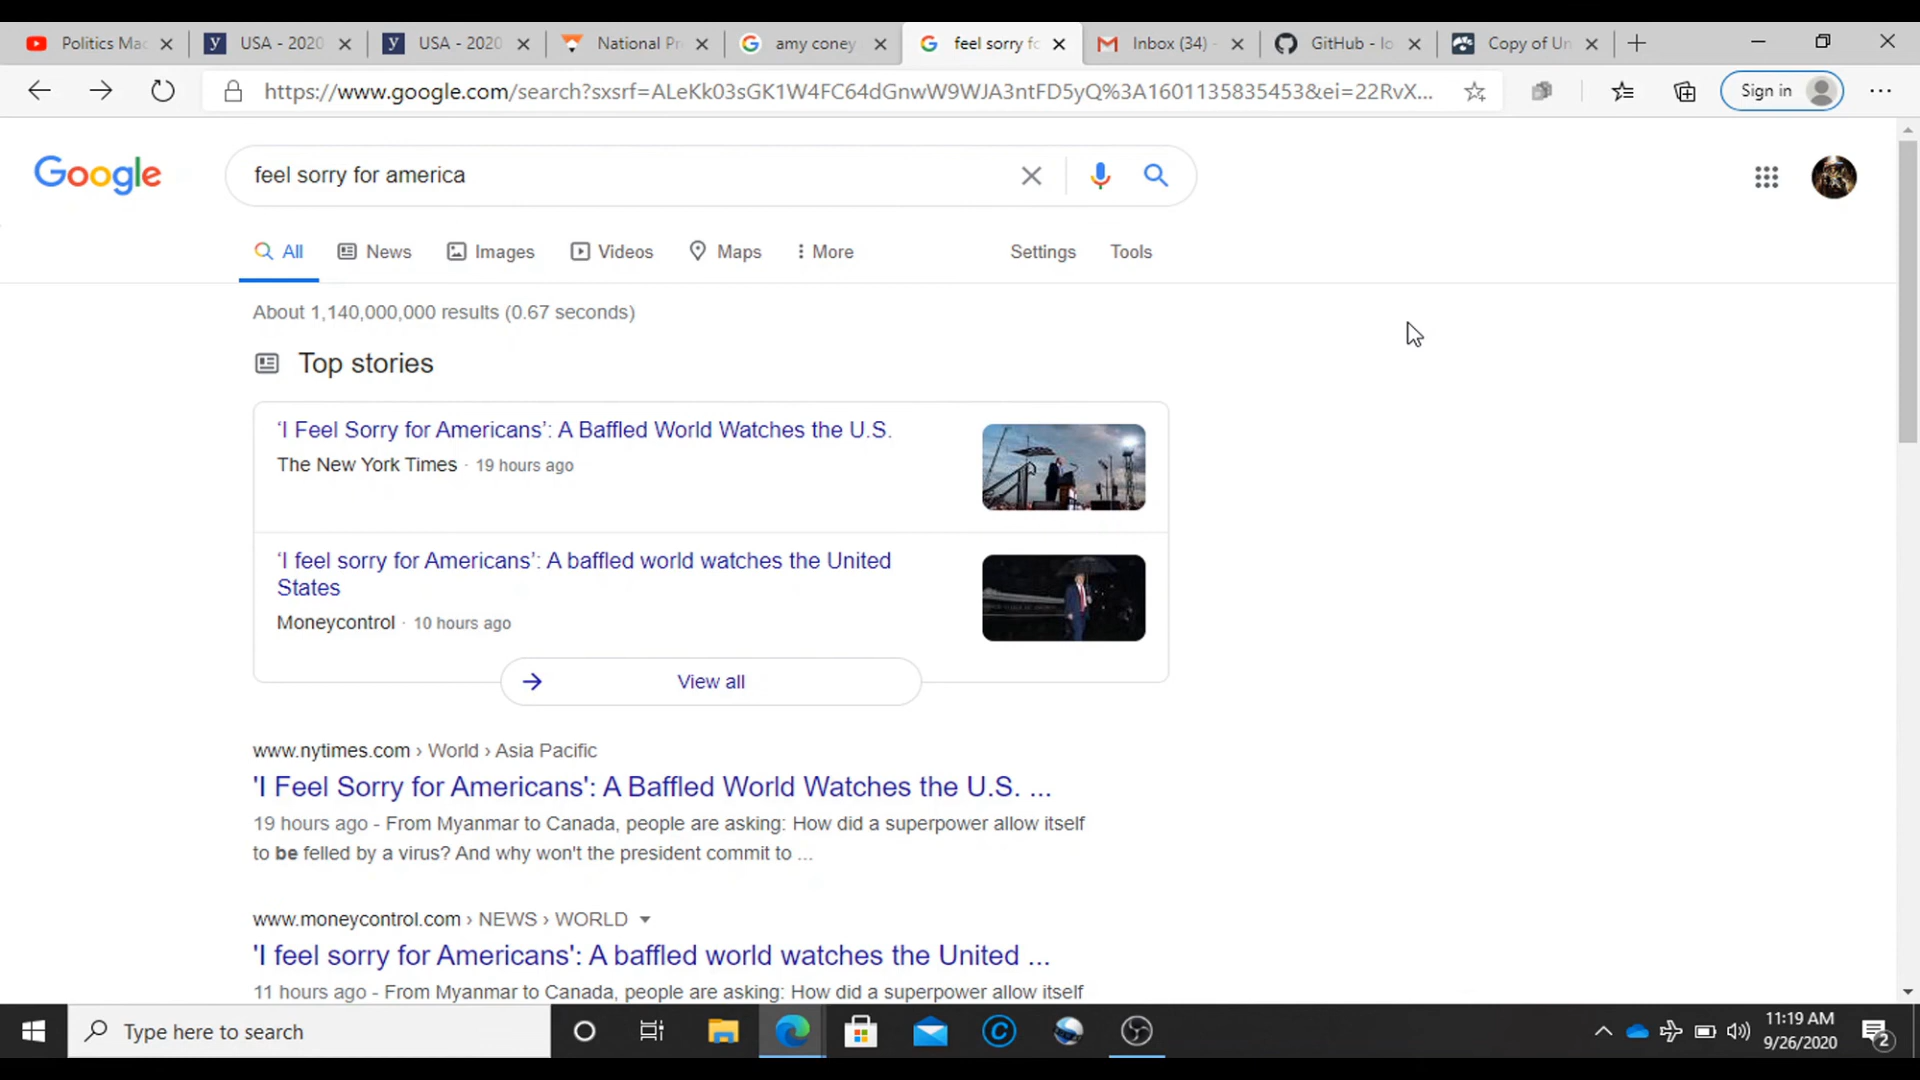 Politics Mac
USA - 2020
USA - 2020
National Pr
amy coney
feel sorry fo
Inbox (34) -
GitHub - lo
Copy of Un
https://www.google.com/search?sxsrf=ALeKk03sGK1W4FC64dGnwW9WJA3ntFD5yQ%3A1601135835453&ei=22RvX...
Sign in
Google
feel sorry for america
All
News
Images
Videos
Maps
More
Settings
Tools
About 1,140,000,000 results (0.67 seconds)
Top stories
'I Feel Sorry for Americans': A Baffled World Watches the U.S.
The New York Times · 19 hours ago
'I feel sorry for Americans': A baffled world watches the United
States
Moneycontrol · 10 hours ago
View all
www.nytimes.com › World › Asia Pacific
'I Feel Sorry for Americans': A Baffled World Watches the U.S. ...
19 hours ago - From Myanmar to Canada, people are asking: How did a superpower allow itself
to be felled by a virus? And why won't the president commit to ...
www.moneycontrol.com › NEWS › WORLD
'I feel sorry for Americans': A baffled world watches the United ...
11 hours ago - From Myanmar to Canada, people are asking: How did a superpower allow itself
Type here to search
11:19 AM
9/26/2020
2